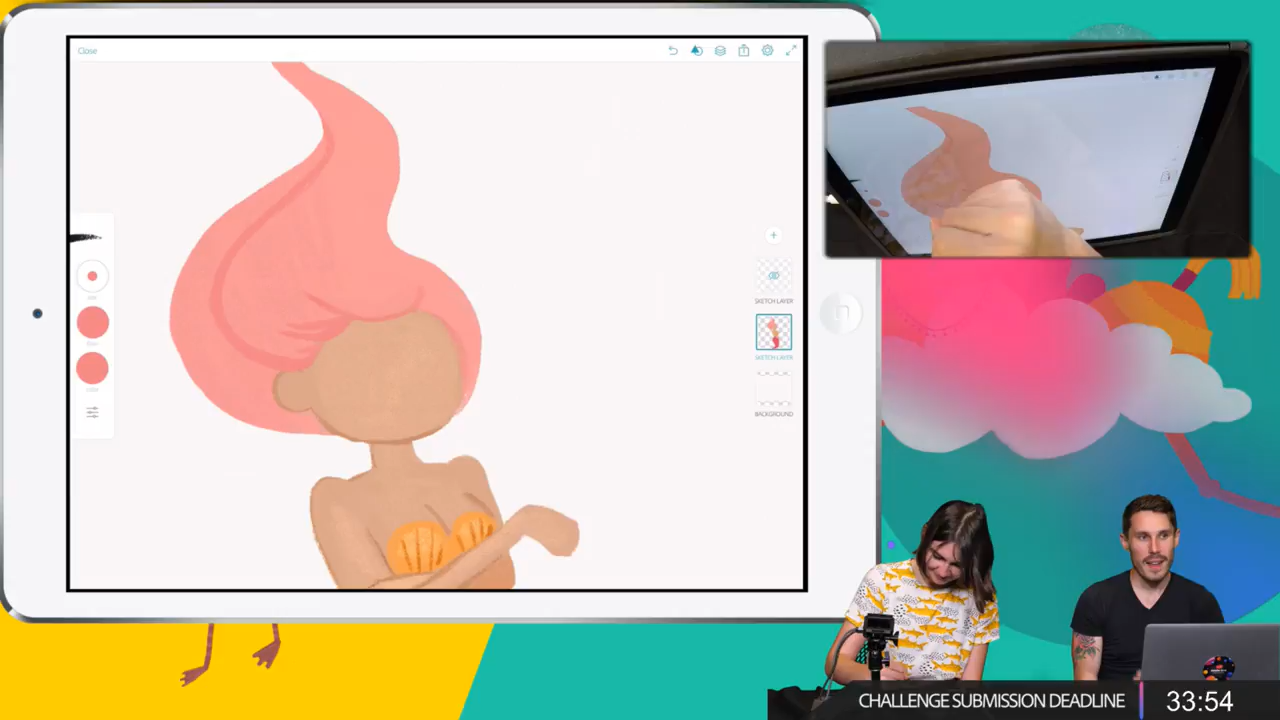 Close
SKETCH LAYER
SKETCH LAYER
BACKGROUND
CHALLENGE SUBMISSION DEADLINE
33:54